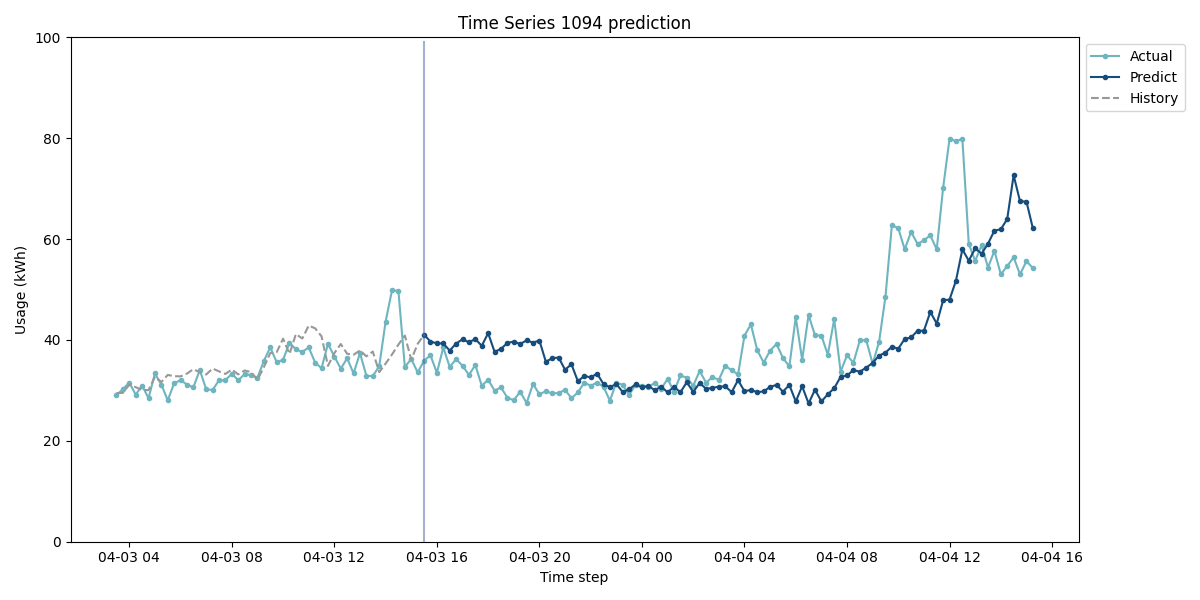 Time Series 1094 prediction
100
80
60
40
20
0
Usage (kWh)
04-03 04
04-03 08
04-03 12
04-03 16
04-03 20
04-04 00
04-04 04
04-04 08
04-04 12
04-04 16
Time step
Actual
Predict
History